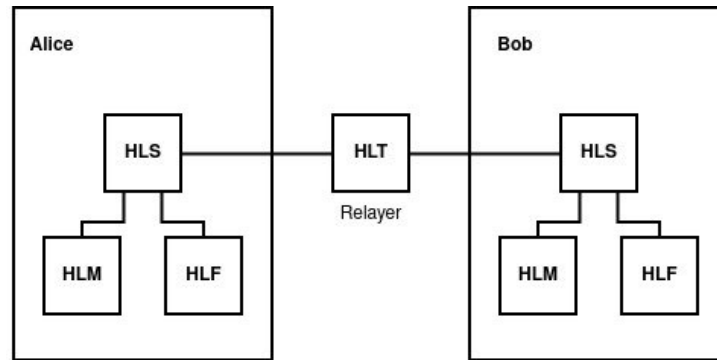 Alice
Bob
HLS
HLT
HLS
Relayer
HLM
HLF
HLM
HLF